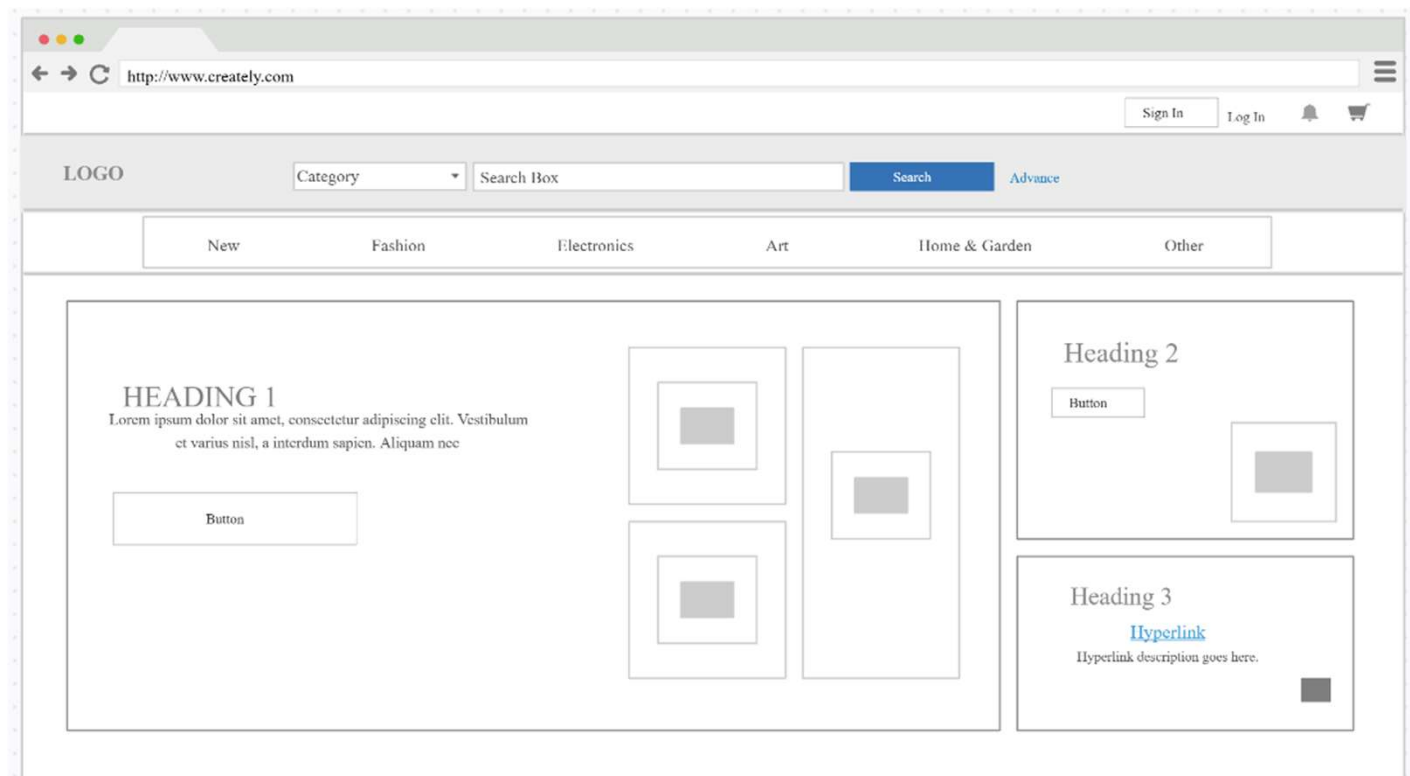 http://www.creately.com
Sign In
Log In
LOGO
Category
Search Box
Search
Advance
New
Fashion
Electronics
Art
Home & Garden
Other
HEADING 1
Lorem ipsum dolor sit amet, consectetur adipiscing elit. Vestibulum
et varius nisl, a interdum sapien. Aliquam nec
Button
Heading 2
Button
Heading 3
Hyperlink
Hyperlink description goes here.